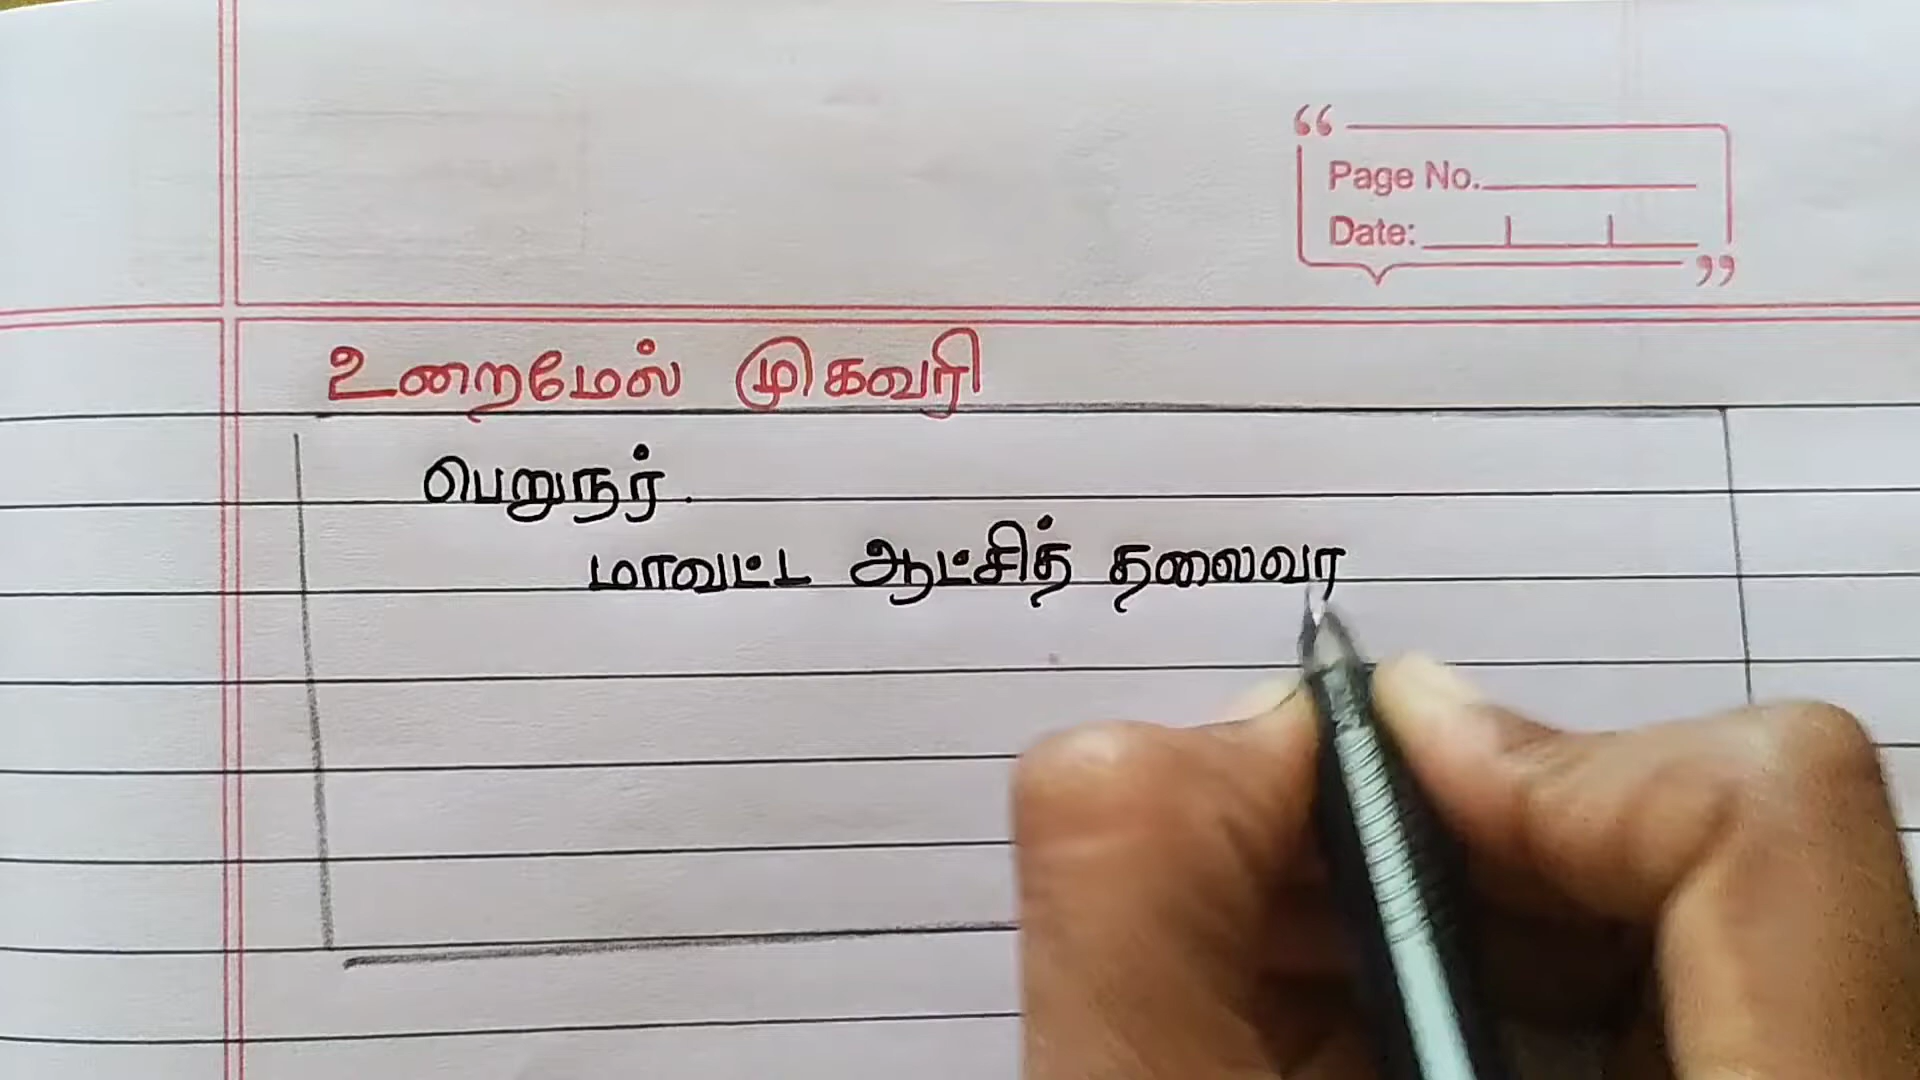 “ Page No.
Date: ”
உறைமேல் முகவரி
பெறுநர்.
மாவட்ட ஆட்சித் தலைவர